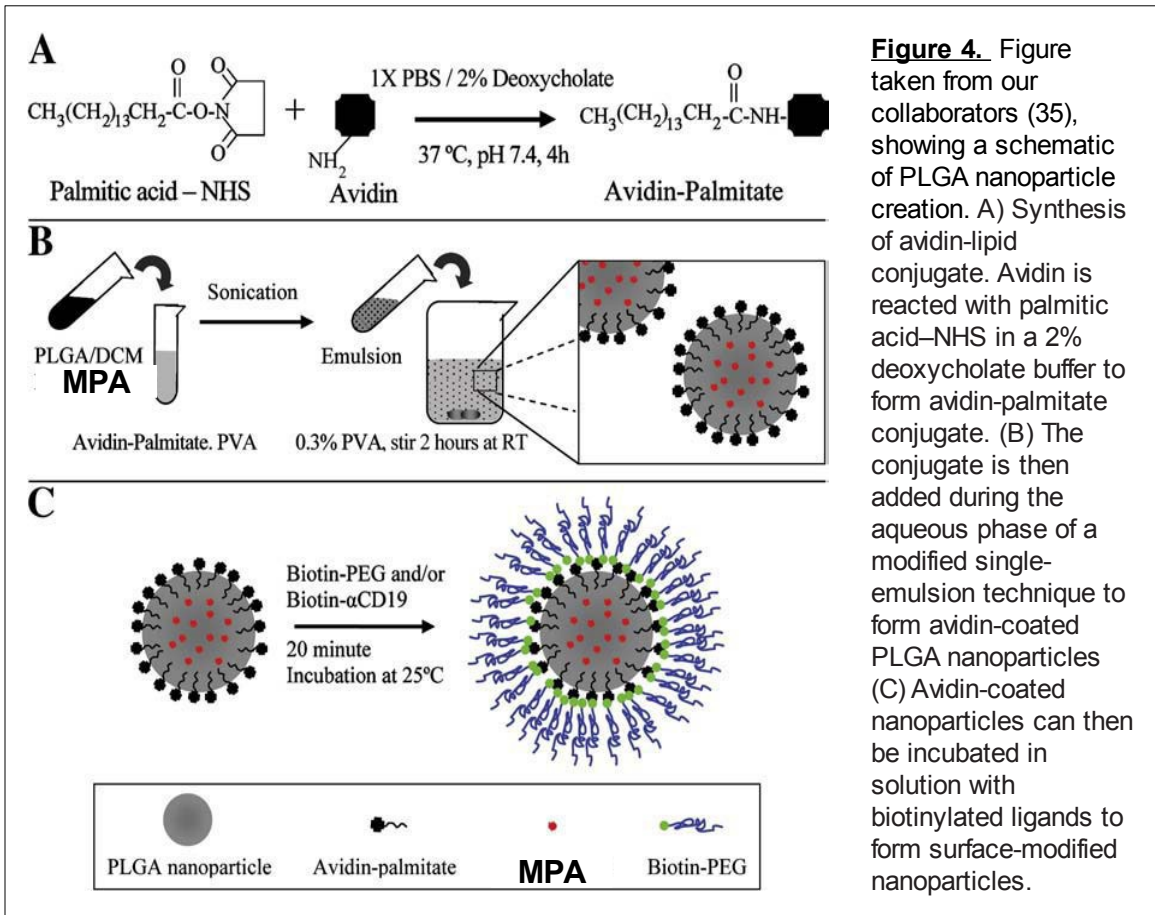 A
CH₃(CH₂)₁₃CH₂-C-O-N
O
O
O
+
NH₂
1X PBS / 2% Deoxycholate
37 ºC, pH 7.4, 4h
CH₃(CH₂)₁₃CH₂-C-NH-
O
Palmitic acid – NHS
Avidin
Avidin-Palmitate
B
PLGA/DCM
MPA
Sonication
Emulsion
Avidin-Palmitate. PVA
0.3% PVA, stir 2 hours at RT
C
Biotin-PEG and/or
Biotin-αCD19
20 minute
Incubation at 25ºC
PLGA nanoparticle
Avidin-palmitate
MPA
Biotin-PEG
Figure 4. Figure
taken from our
collaborators (35),
showing a schematic
of PLGA nanoparticle
creation. A) Synthesis
of avidin-lipid
conjugate. Avidin is
reacted with palmitic
acid–NHS in a 2%
deoxycholate buffer to
form avidin-palmitate
conjugate. (B) The
conjugate is then
added during the
aqueous phase of a
modified single-
emulsion technique to
form avidin-coated
PLGA nanoparticles
(C) Avidin-coated
nanoparticles can then
be incubated in
solution with
biotinylated ligands to
form surface-modified
nanoparticles.